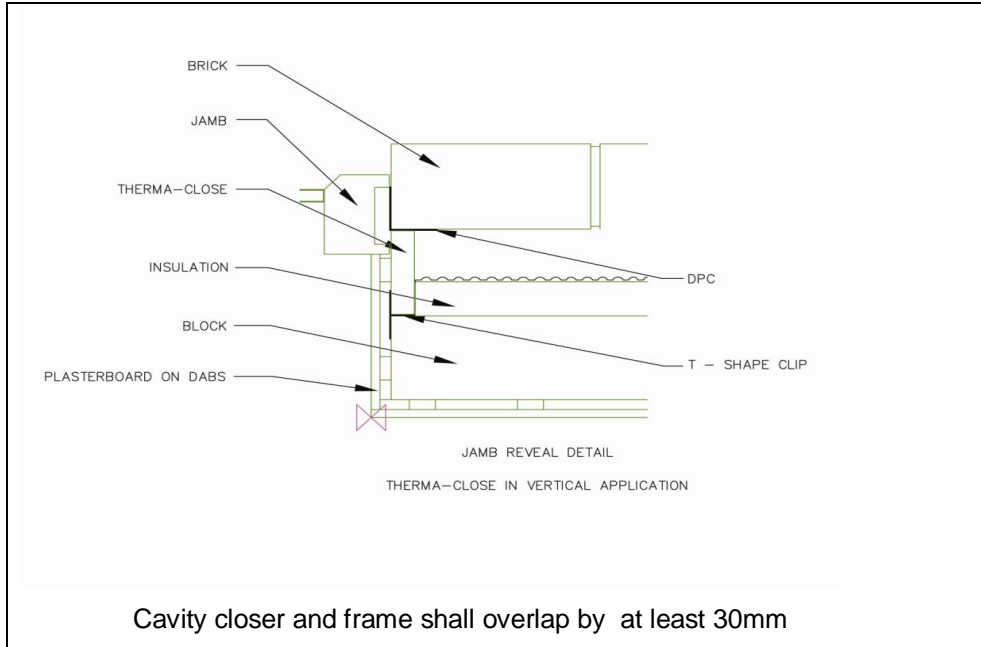 BRICK
JAMB
THERMA-CLOSE
INSULATION
DPC
BLOCK
T - SHAPE CLIP
PLASTERBOARD ON DABS
JAMB REVEAL DETAIL
THERMA-CLOSE IN VERTICAL APPLICATION
Cavity closer and frame shall overlap by  at least 30mm